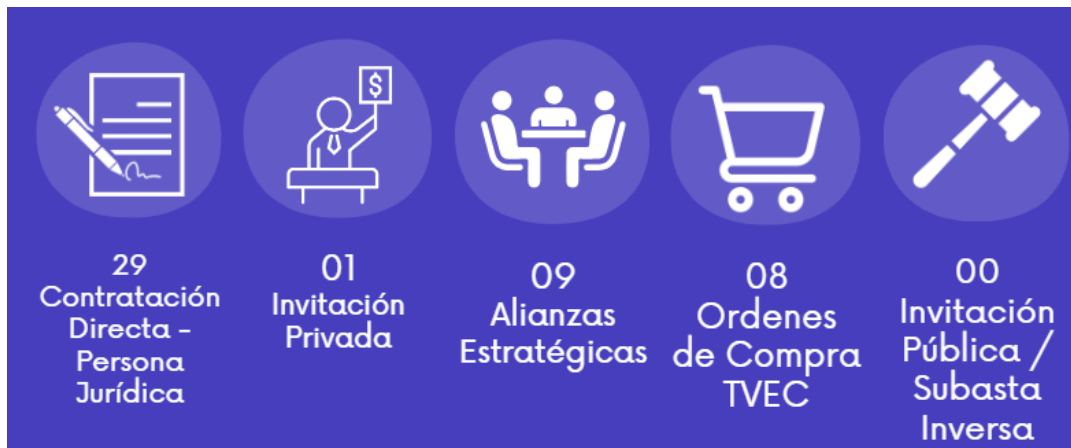 $
29
Contratación
Directa -
Persona
Jurídica
01
Invitación
Privada
09
Alianzas
Estratégicas
08
Ordenes
de Compra
TVEC
00
Invitación
Pública /
Subasta
Inversa